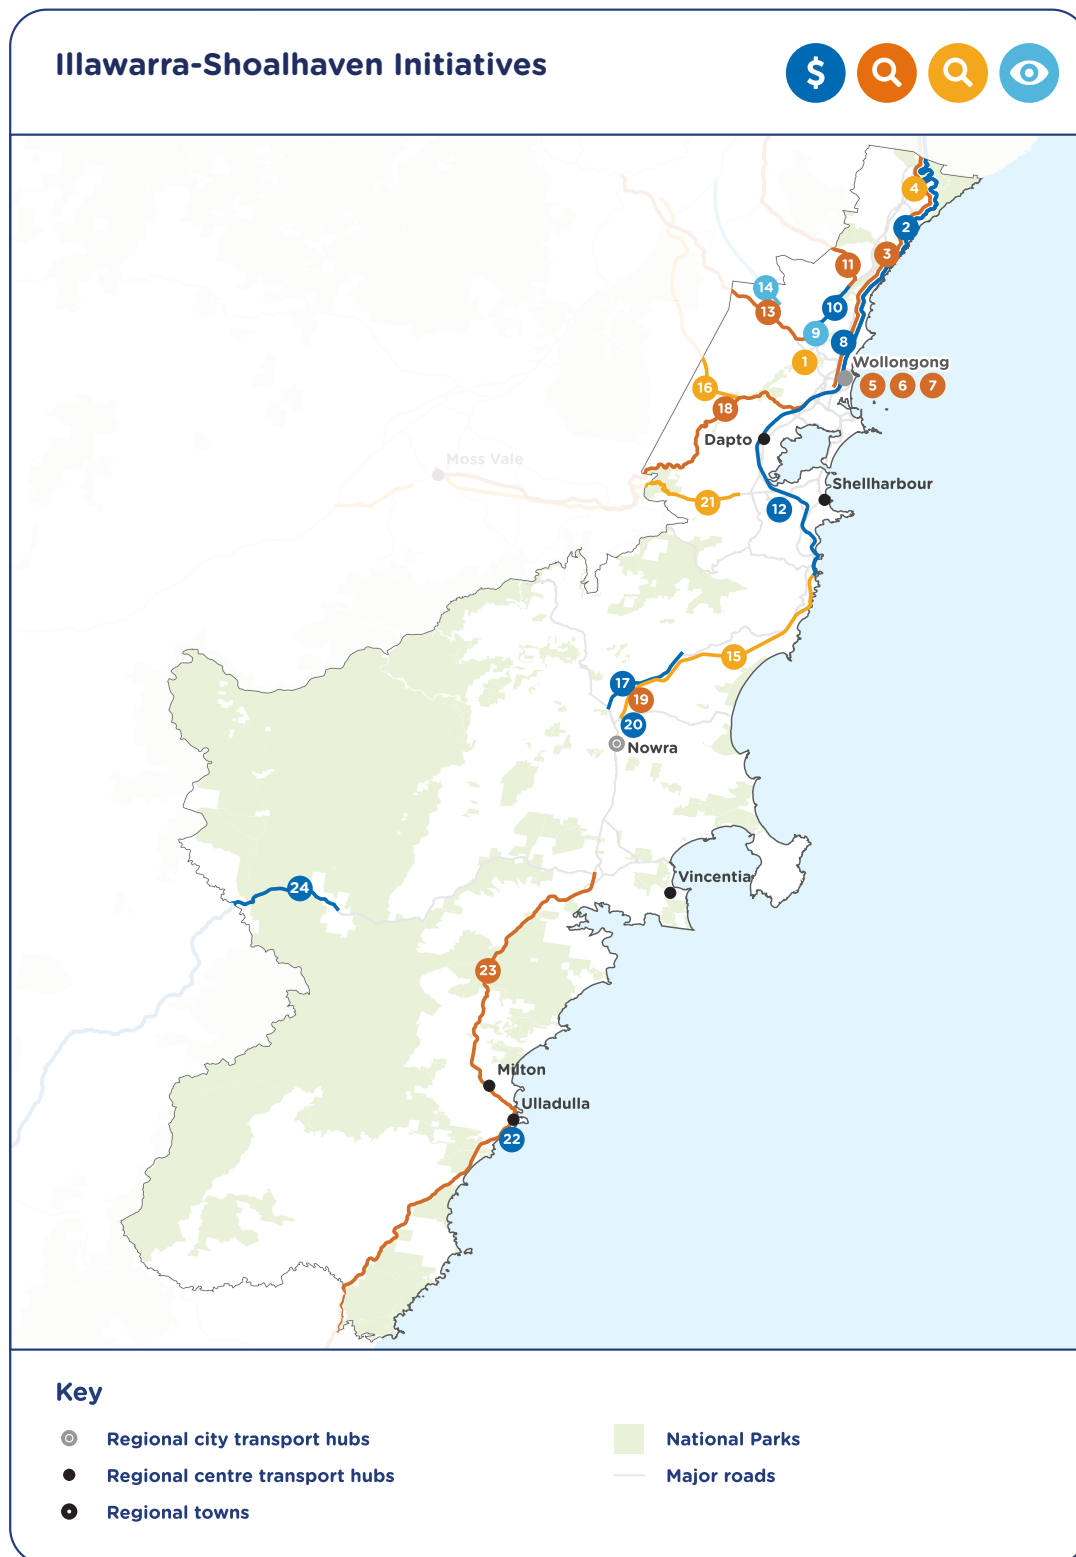 Illawarra-Shoalhaven Initiatives
$
4
2
3
11
14
10
13
9
8
1
Wollongong
16
5 6 7
18
Dapto
Moss Vale
Shellharbour
21
12
15
17
19
20
Nowra
Vincentia
24
23
Milton
Ulladulla
22
Key
Regional city transport hubs
National Parks
Regional centre transport hubs
Major roads
Regional towns